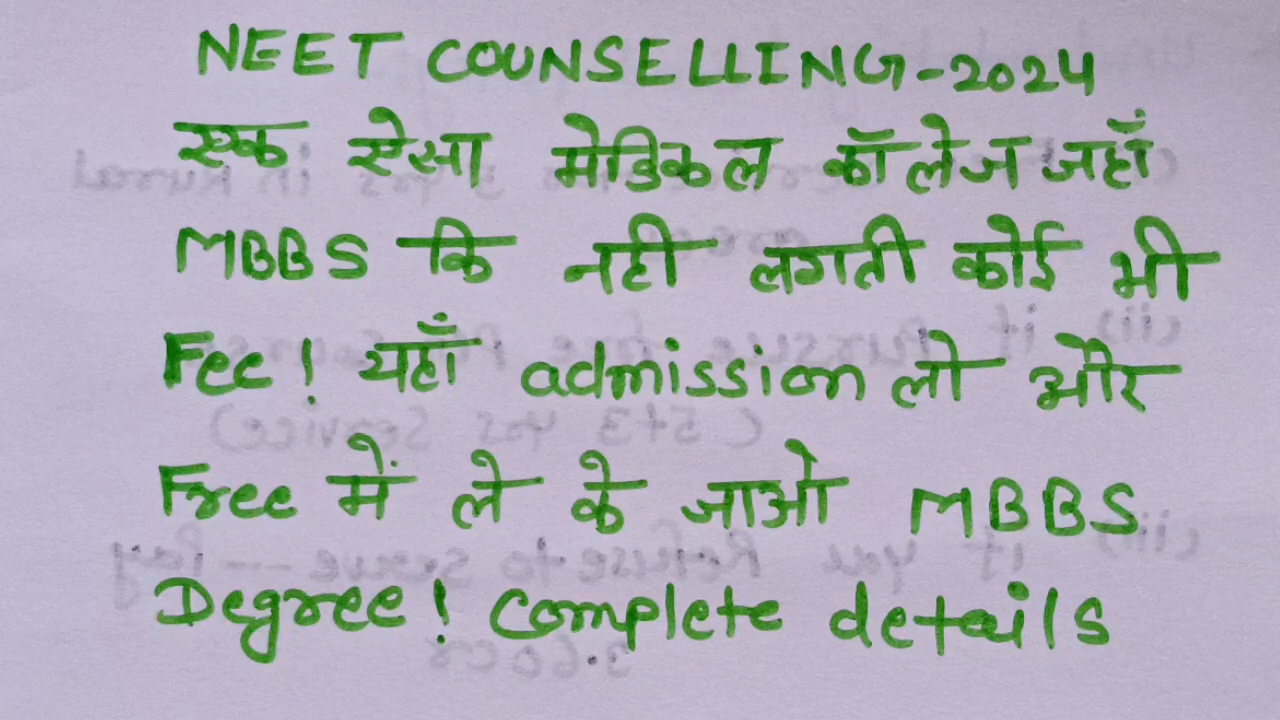 NEET COUNSELLING-2024
एक ऐसा मेडिकल कॉलेज जहाँ
MBBS कि नही लगती कोई भी
Fee! यहाँ admission लो और
Free में ले के जाओ MBBS
Degree! Complete details